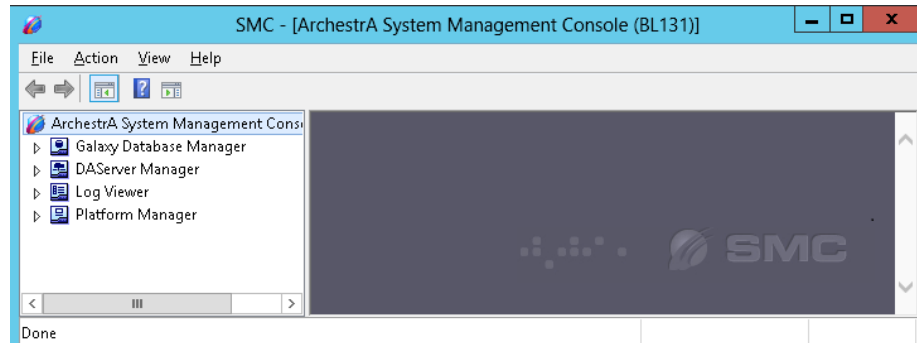 SMC - [ArchestrA System Management Console (BL131)]
File Action View Help
ArchestrA System Management Cons
Galaxy Database Manager
DAServer Manager
Log Viewer
Platform Manager
SMC
Done